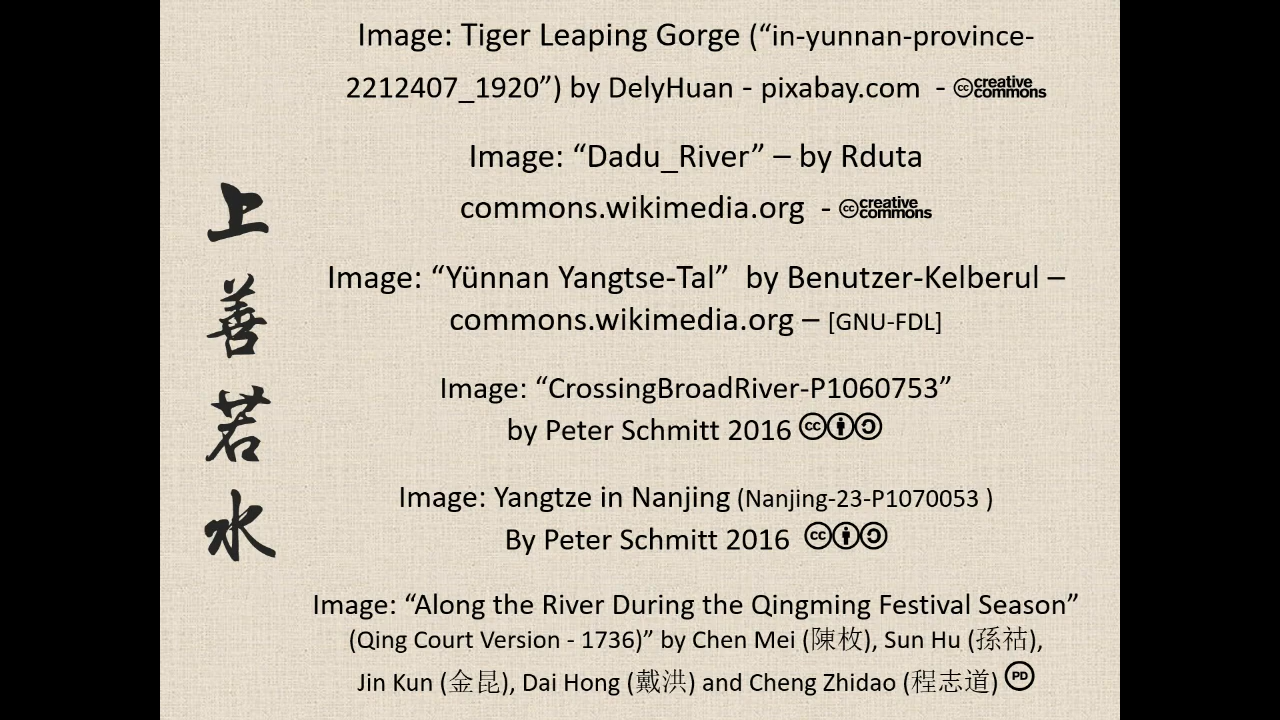 Image: Tiger Leaping Gorge (“in-yunnan-province-
2212407_1920”) by DelyHuan - pixabay.com - cc creative commons
Image: “Dadu_River” – by Rduta
commons.wikimedia.org - cc creative commons
Image: “Yünnan Yangtse-Tal” by Benutzer-Kelberul –
commons.wikimedia.org – [GNU-FDL]
Image: “CrossingBroadRiver-P1060753”
by Peter Schmitt 2016 cc
Image: Yangtze in Nanjing (Nanjing-23-P1070053 )
By Peter Schmitt 2016 cc
Image: “Along the River During the Qingming Festival Season”
(Qing Court Version - 1736)” by Chen Mei (陳枚), Sun Hu (孫祜),
Jin Kun (金昆), Dai Hong (戴洪) and Cheng Zhidao (程志道) PD
上善若水